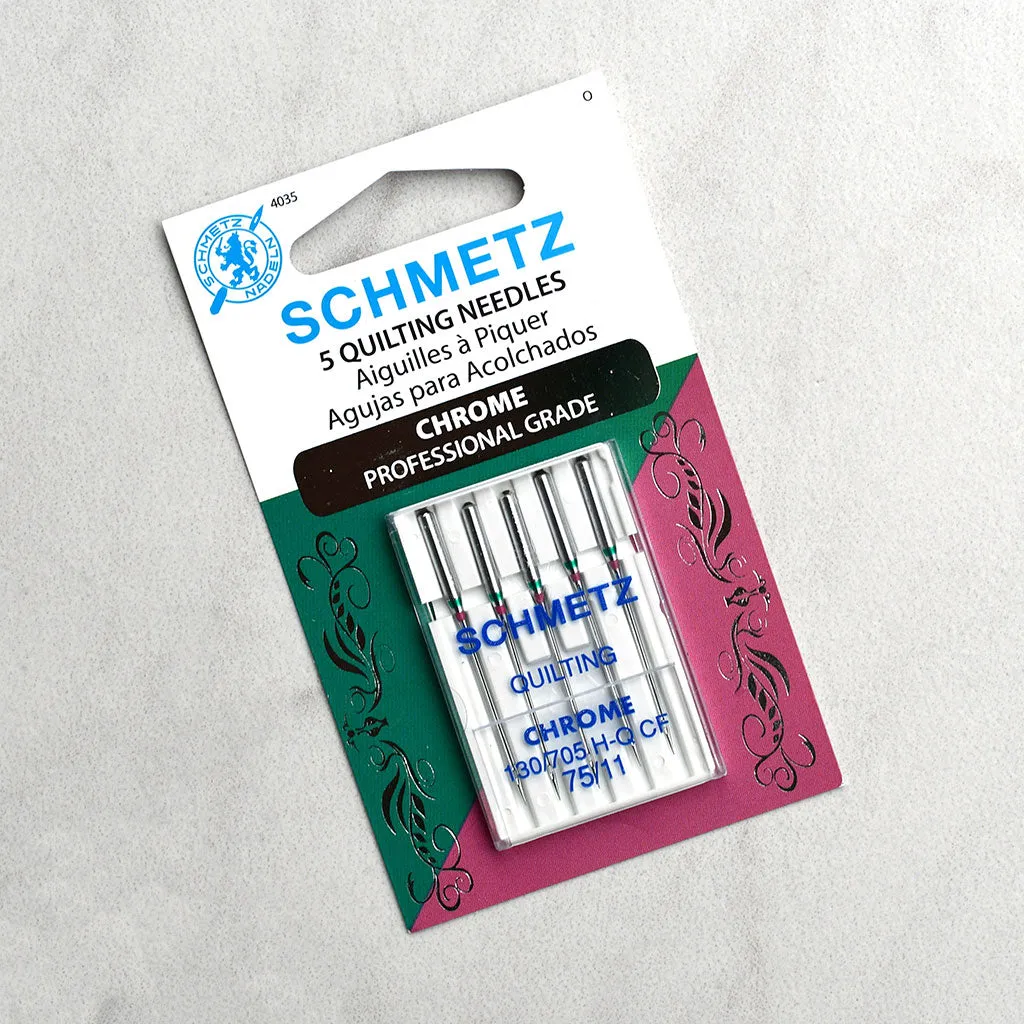 O
4035
SCHMETZ
NADELN
SCHMETZ
5 QUILTING NEEDLES
Aiguilles à Piquer
Agujas para Acolchados
CHROME
PROFESSIONAL GRADE
SCHMETZ
QUILTING
CHROME
130/705 H-Q CF
75/11